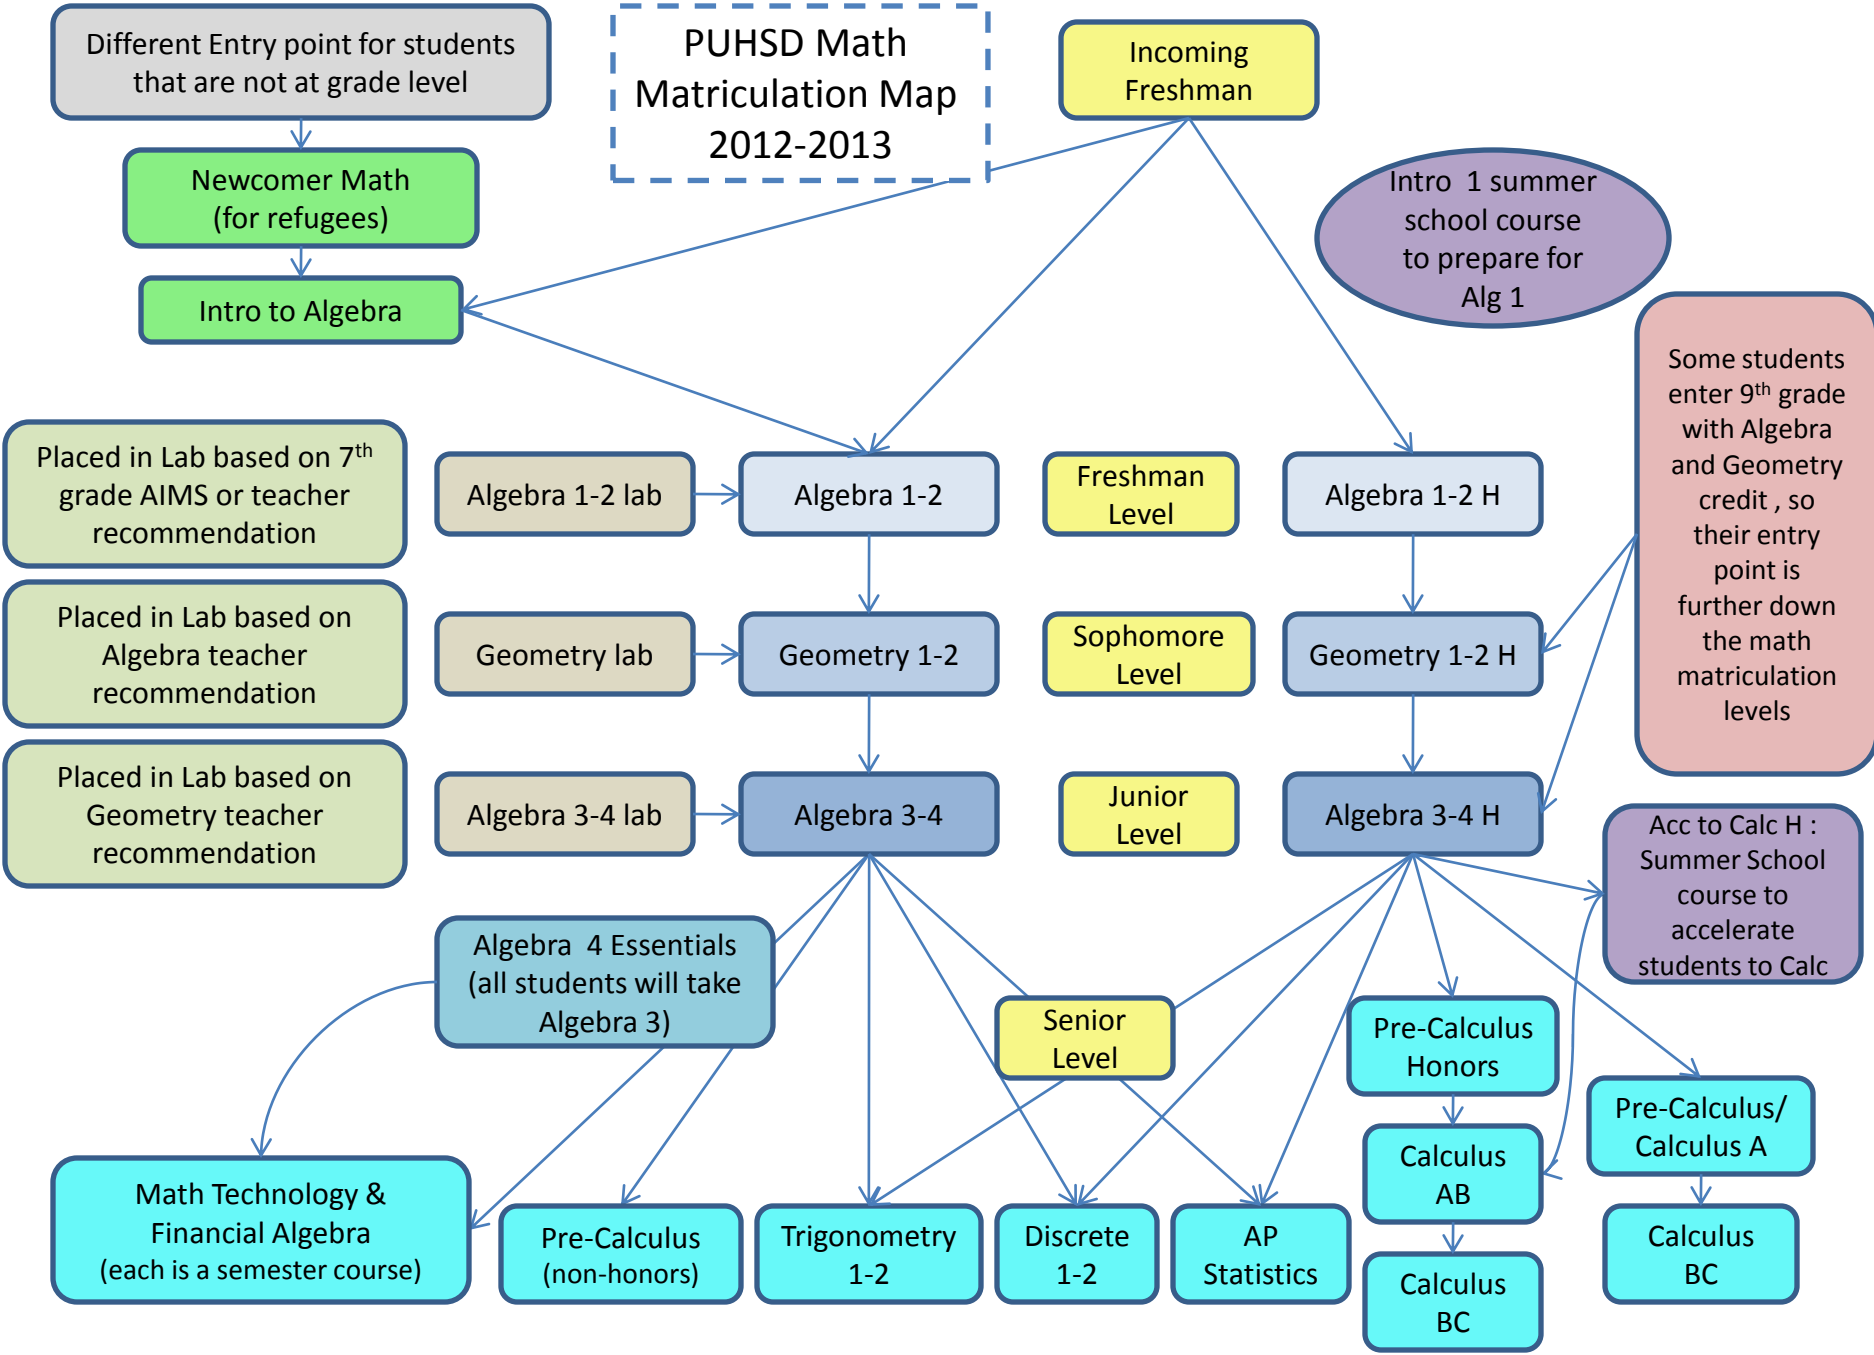 Different Entry point for students
that are not at grade level
PUHSD Math
Matriculation Map
2012-2013
Incoming
Freshman
Newcomer Math
(for refugees)
Intro  1 summer
school course
to prepare for
Alg 1
Intro to Algebra
Some students
enter 9th grade
with Algebra
and Geometry
credit , so
their entry
point is
further down
the math
matriculation
levels
Placed in Lab based on 7th
grade AIMS or teacher
recommendation
Algebra 1-2 lab
Algebra 1-2
Freshman
Level
Algebra 1-2 H
Placed in Lab based on
Algebra teacher
recommendation
Geometry lab
Geometry 1-2
Sophomore
Level
Geometry 1-2 H
Placed in Lab based on
Geometry teacher
recommendation
Algebra 3-4 lab
Algebra 3-4
Junior
Level
Algebra 3-4 H
Acc to Calc H :
Summer School
course to
accelerate
students to Calc
Algebra  4 Essentials
(all students will take
Algebra 3)
Senior
Level
Pre-Calculus
Honors
Pre-Calculus/
Calculus A
Math Technology &
Financial Algebra
(each is a semester course)
Pre-Calculus
(non-honors)
Trigonometry
1-2
Discrete
1-2
AP
Statistics
Calculus
AB
Calculus
BC
Calculus
BC